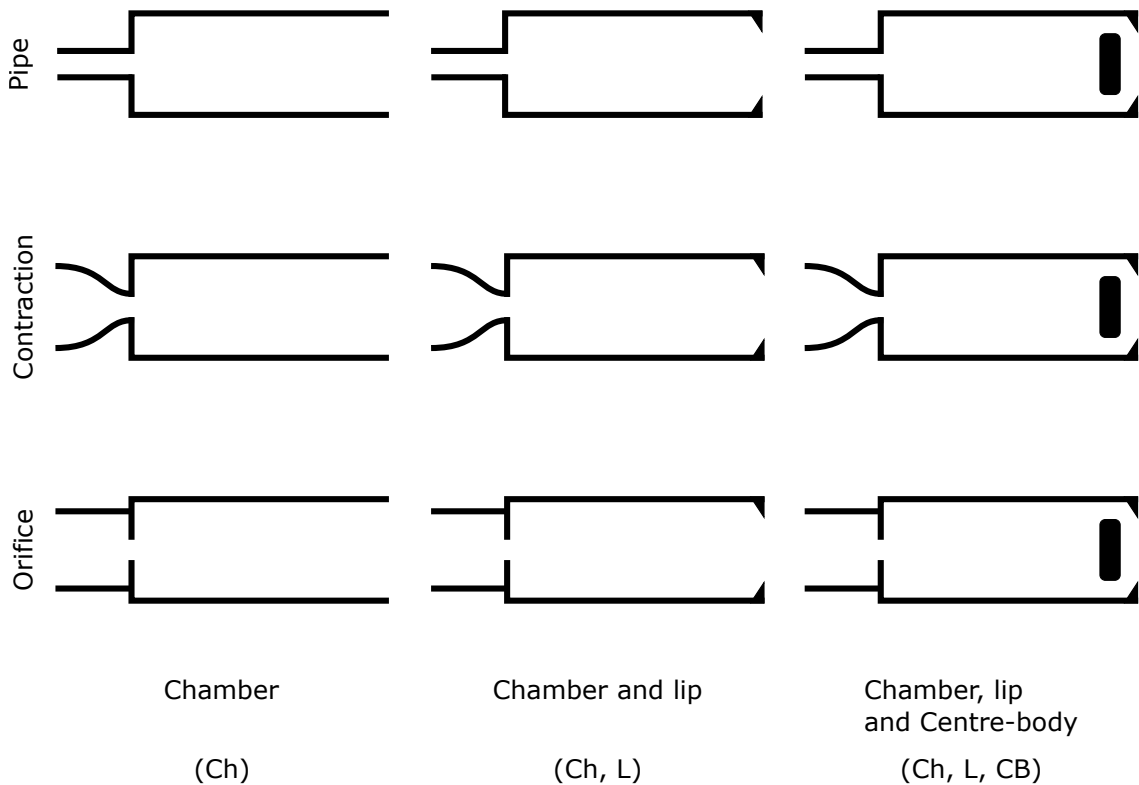 Pipe
Contraction
Orifice
Chamber
Chamber and lip
Chamber, lip
and Centre-body
(Ch)
(Ch, L)
(Ch, L, CB)